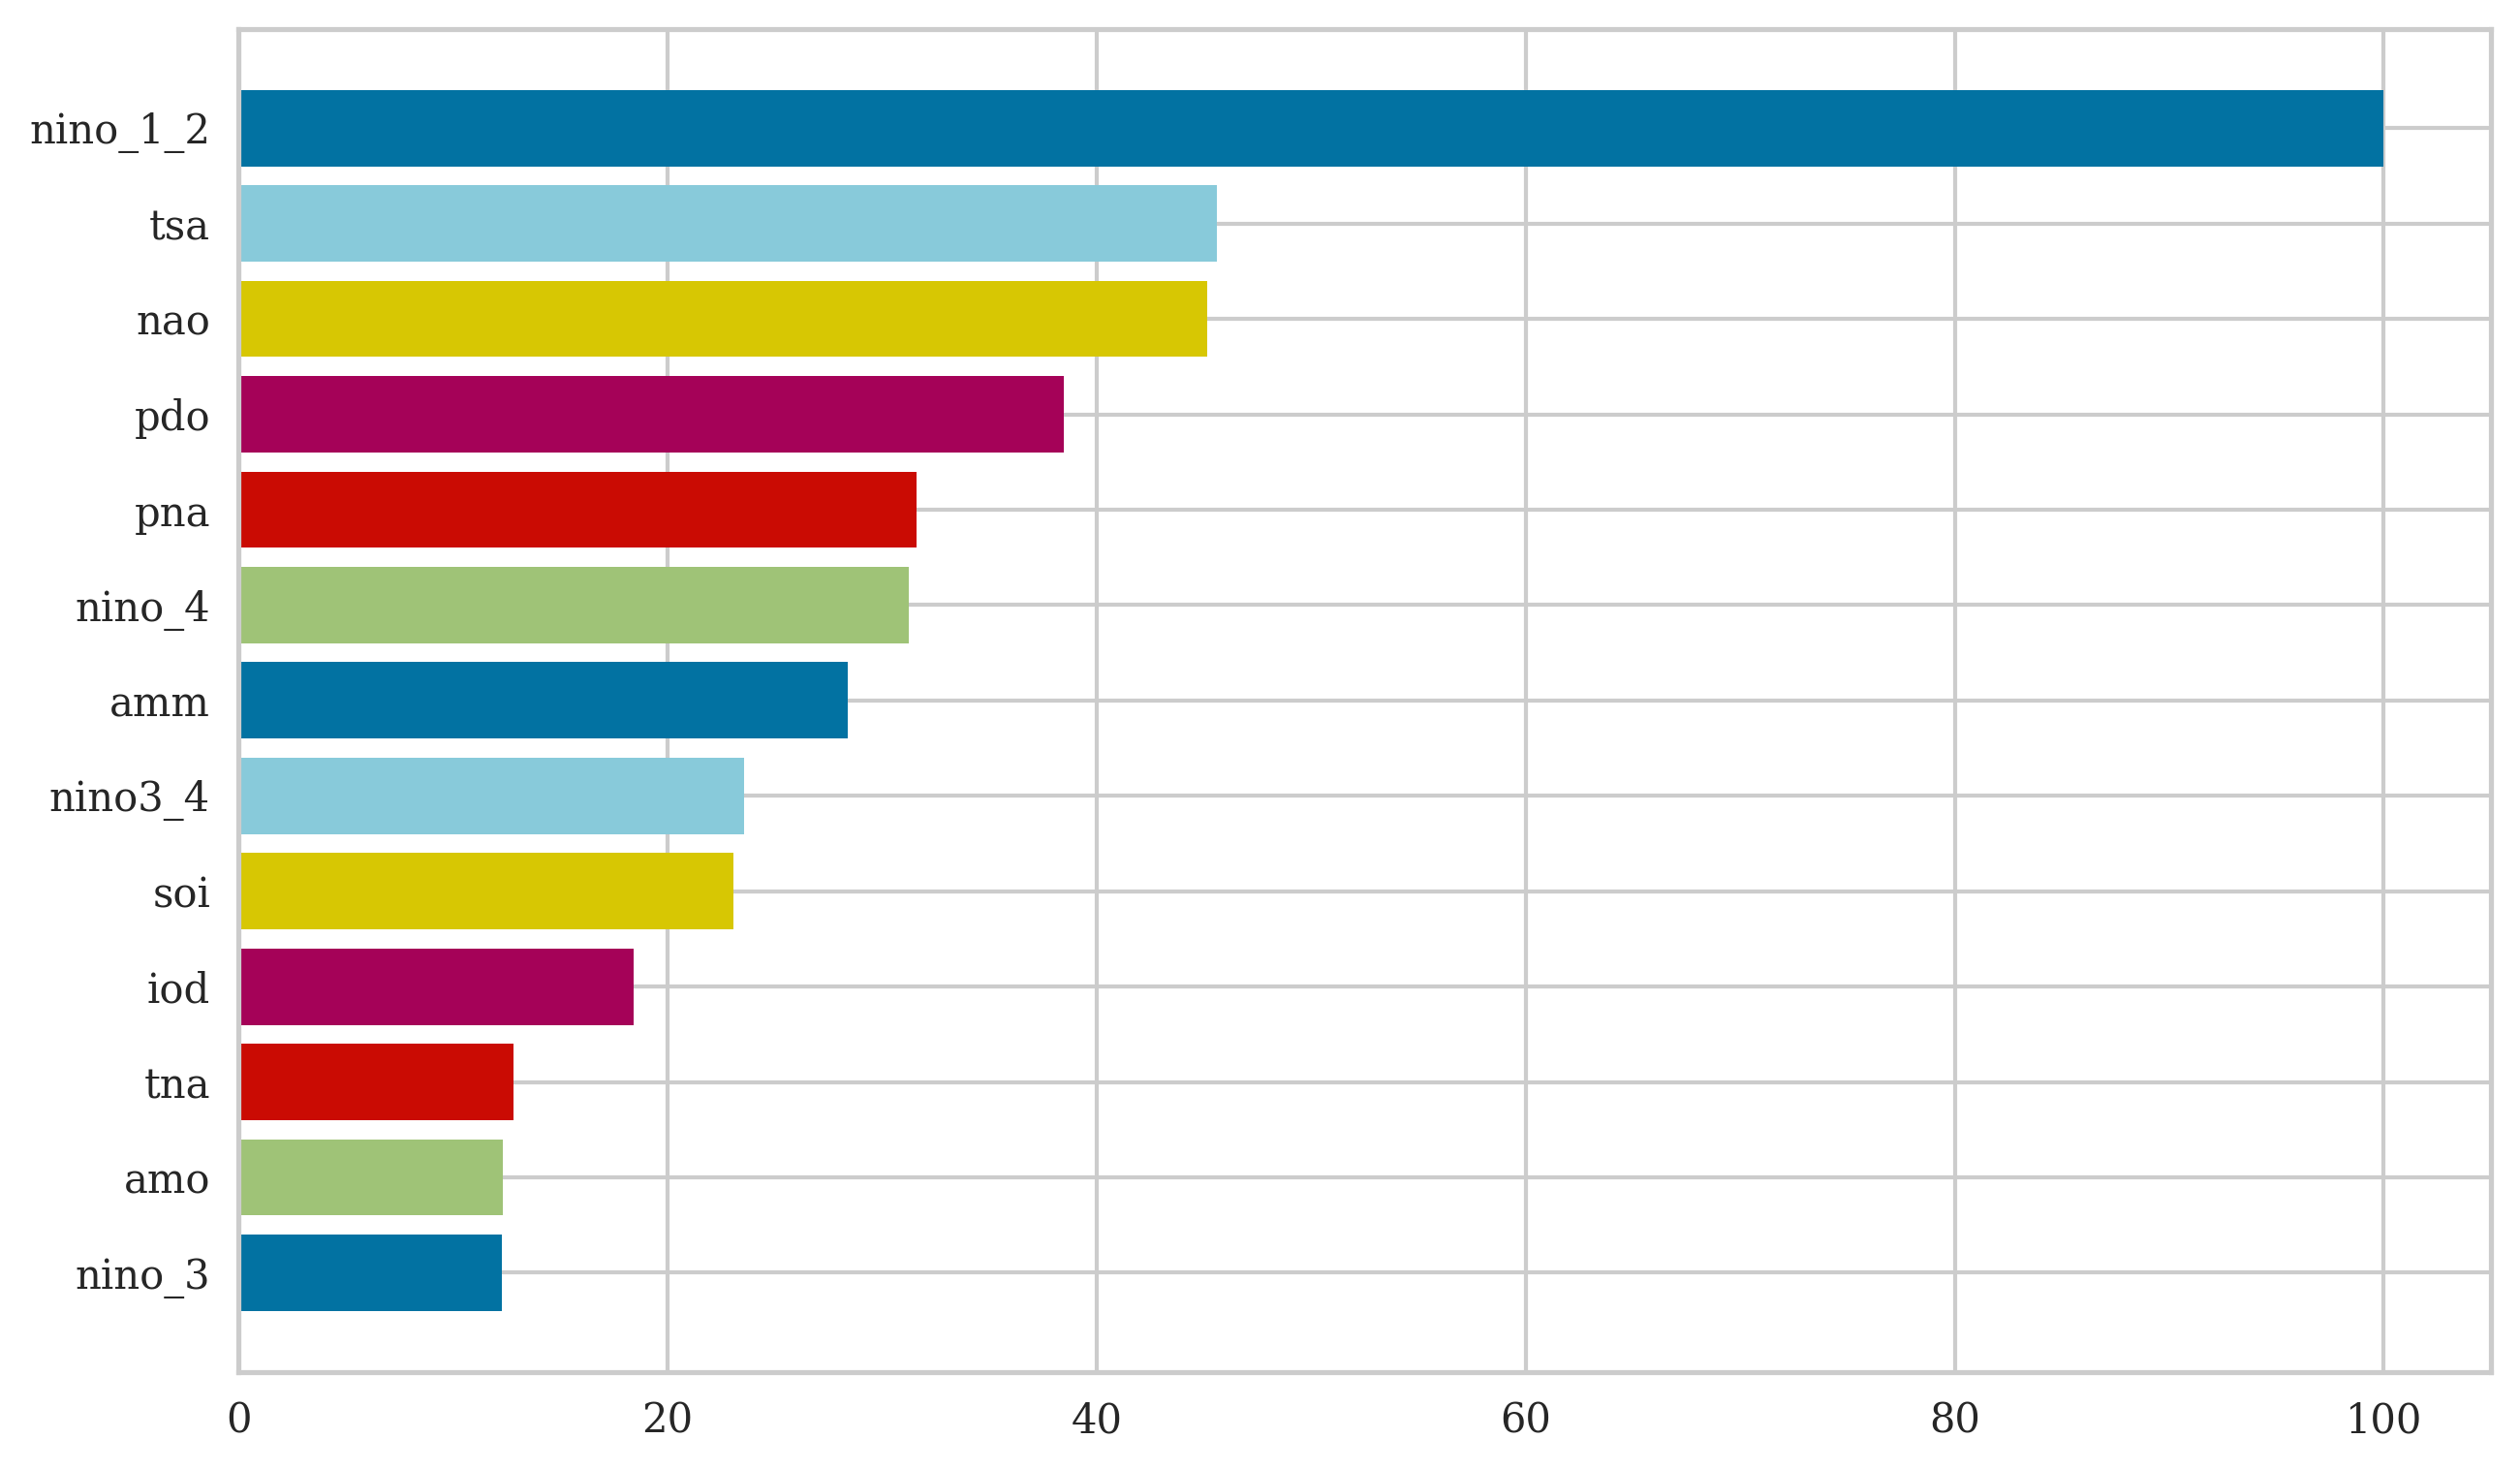 nino_1_2
tsa
nao
pdo
pna
nino_4
amm
nino3_4
soi
iod
tna
amo
nino_3
0 20 40 60 80 100